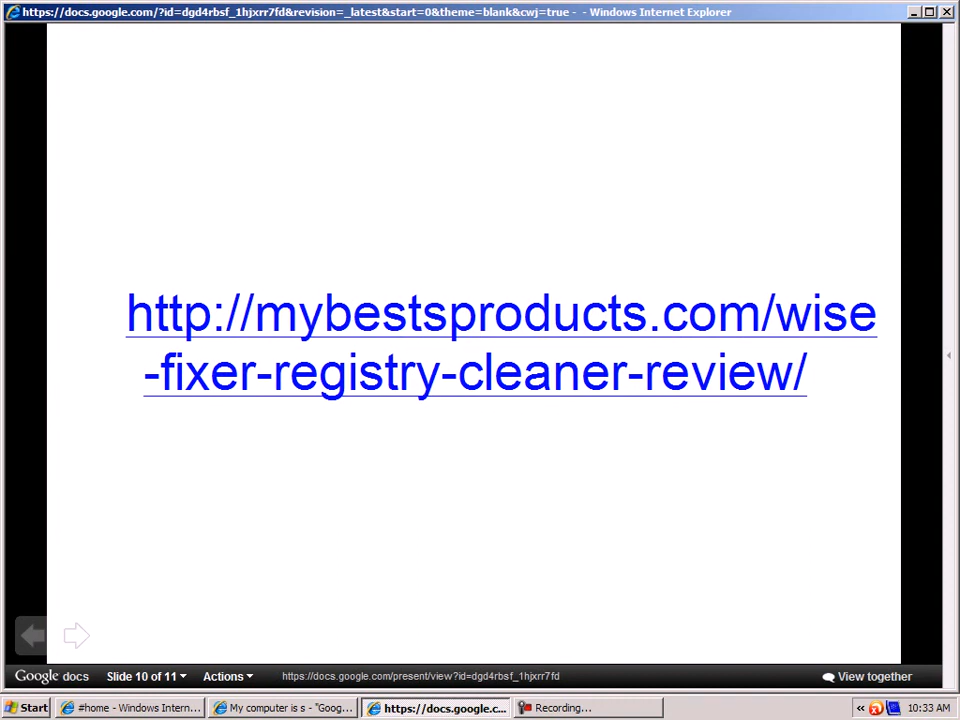 https://docs.google.com/?id=dgd4rbsf_1hjxrr7fd&revision=_latest&start=0&theme=blank&cwj=true - - Windows Internet Explorer
http://mybestsproducts.com/wise
-fixer-registry-cleaner-review/
Google docs Slide 10 of 11 Actions https://docs.google.com/present/view?id=dgd4rbsf_1hjxrr7fd View together
Start #home - Windows Intern... My computer is s - "Goog... https://docs.google.c... Recording... « 10:33 AM